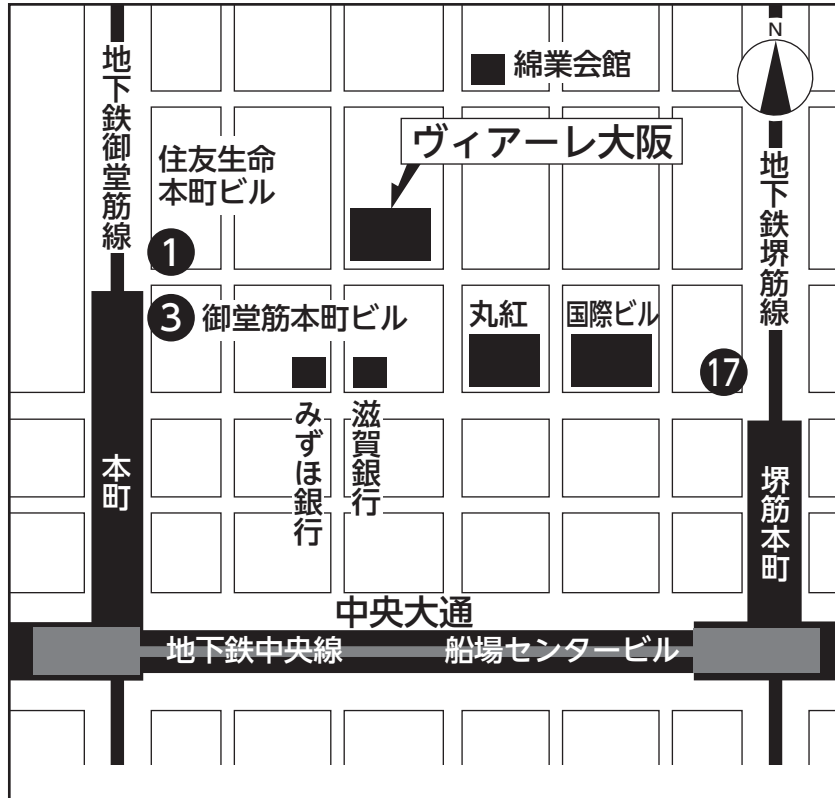 N
綿業会館
地下鉄御堂筋線
住友生命
本町ビル
ヴィアーレ大阪
地下鉄堺筋線
1
3
御堂筋本町ビル
丸紅
国際ビル
17
みずほ銀行
滋賀銀行
本町
堺筋本町
中央大通
地下鉄中央線
船場センタービル